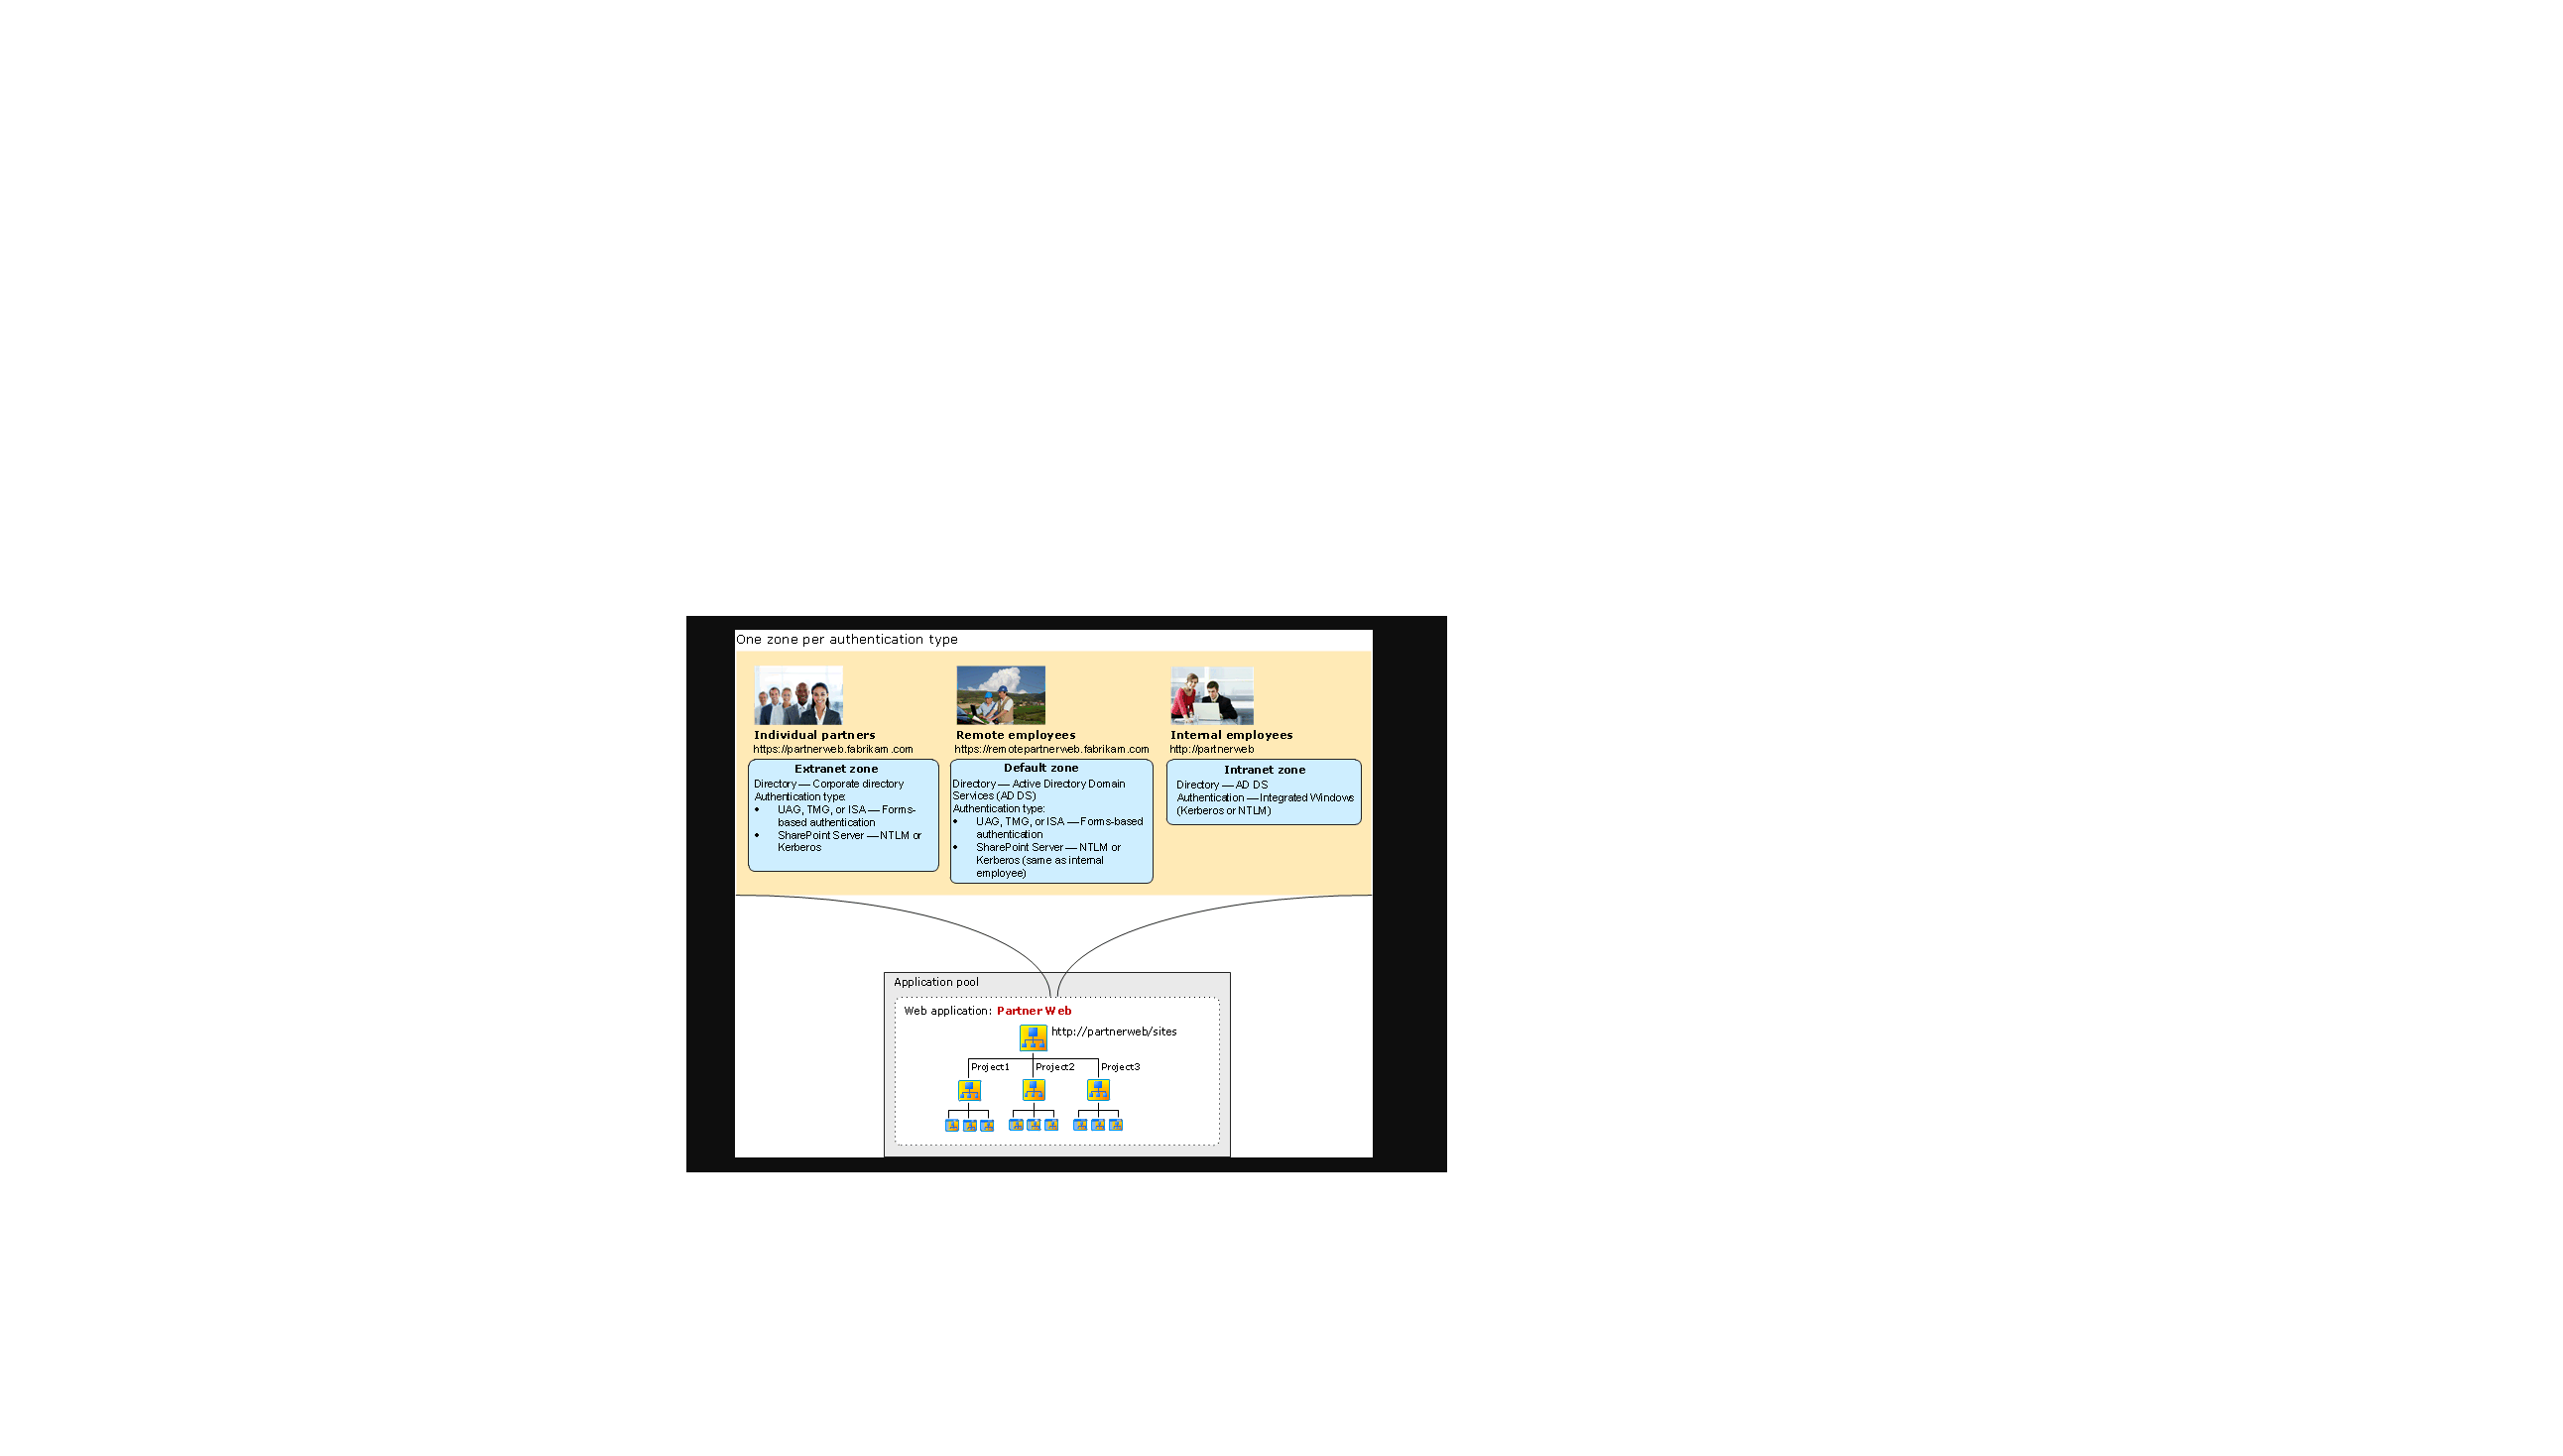 One zone per authentication type
Individual partners
https://partnerweb.fabrikam.com
Extranet zone
Directory — Corporate directory
Authentication type:
• UAG, TMG, or ISA — Forms-
based authentication
• SharePoint Server — NTLM or
Kerberos
Remote employees
https://remotepartnerweb.fabrikam.com
Default zone
Directory — Active Directory Domain
Services (AD DS)
Authentication type:
• UAG, TMG, or ISA — Forms-based
authentication
• SharePoint Server — NTLM or
Kerberos (same as internal
employee)
Internal employees
http://partnerweb
Intranet zone
Directory — AD DS
Authentication — Integrated Windows
(Kerberos or NTLM)
Application pool
Web application: Partner Web
http://partnerweb/sites
Project1
Project2
Project3